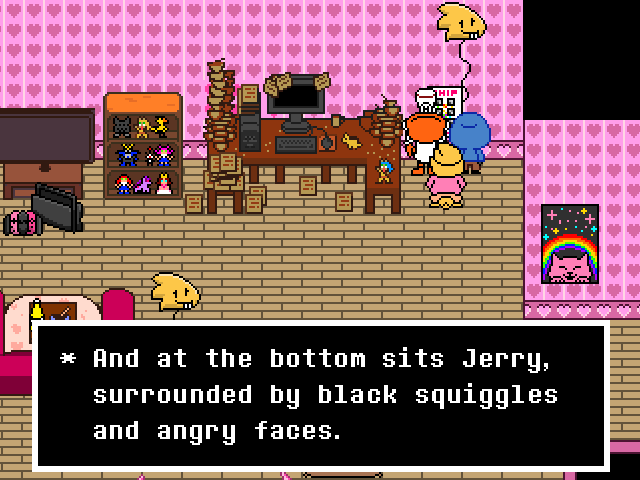 HIP
* And at the bottom sits Jerry,
surrounded by black squiggles
and angry faces.